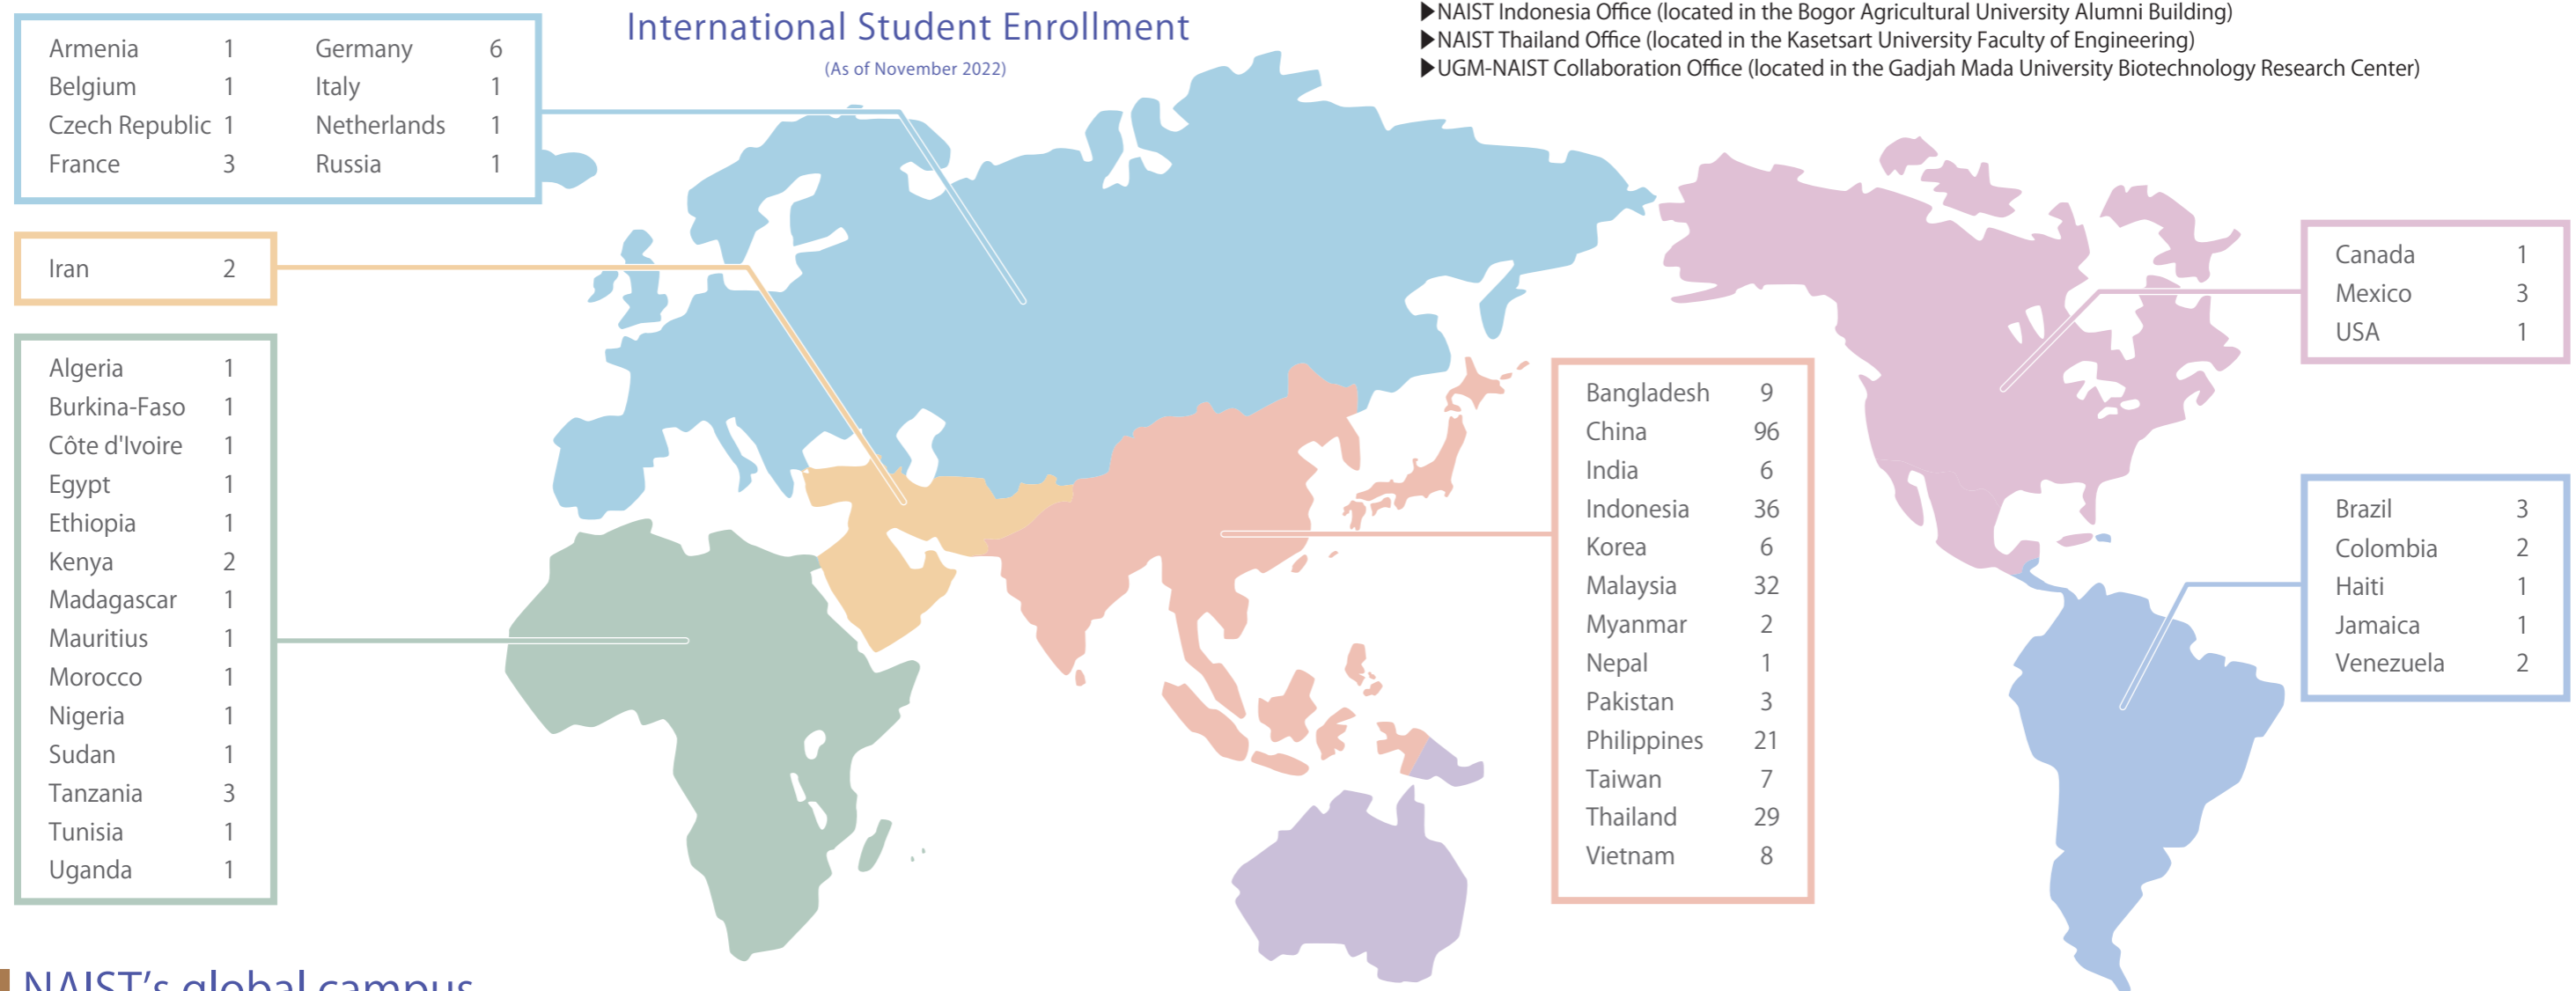 International Student Enrollment
(As of November 2022)
▶NAIST Indonesia Office (located in the Bogor Agricultural University Alumni Building)
▶NAIST Thailand Office (located in the Kasetsart University Faculty of Engineering)
▶UGM-NAIST Collaboration Office (located in the Gadjah Mada University Biotechnology Research Center)
Armenia 1 Germany 6
Belgium 1 Italy 1
Czech Republic 1 Netherlands 1
France 3 Russia 1
Iran 2
Algeria 1
Burkina-Faso 1
Côte d'Ivoire 1
Egypt 1
Ethiopia 1
Kenya 2
Madagascar 1
Mauritius 1
Morocco 1
Nigeria 1
Sudan 1
Tanzania 3
Tunisia 1
Uganda 1
Bangladesh 9
China 96
India 6
Indonesia 36
Korea 6
Malaysia 32
Myanmar 2
Nepal 1
Pakistan 3
Philippines 21
Taiwan 7
Thailand 29
Vietnam 8
Canada 1
Mexico 3
USA 1
Brazil 3
Colombia 2
Haiti 1
Jamaica 1
Venezuela 2
NAIST's global campus